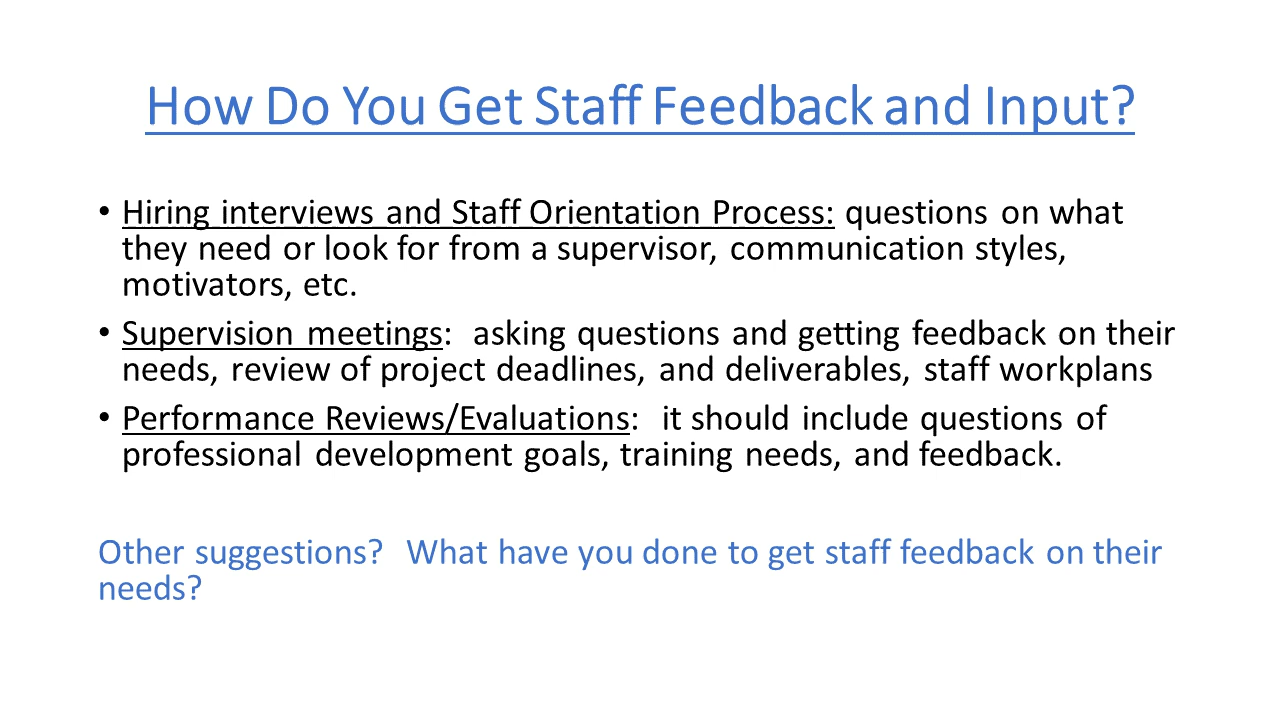 How Do You Get Staff Feedback and Input?
• Hiring interviews and Staff Orientation Process: questions on what
they need or look for from a supervisor, communication styles,
motivators, etc.
• Supervision meetings:  asking questions and getting feedback on their
needs, review of project deadlines, and deliverables, staff workplans
• Performance Reviews/Evaluations:  it should include questions of
professional development goals, training needs, and feedback.
Other suggestions?  What have you done to get staff feedback on their
needs?